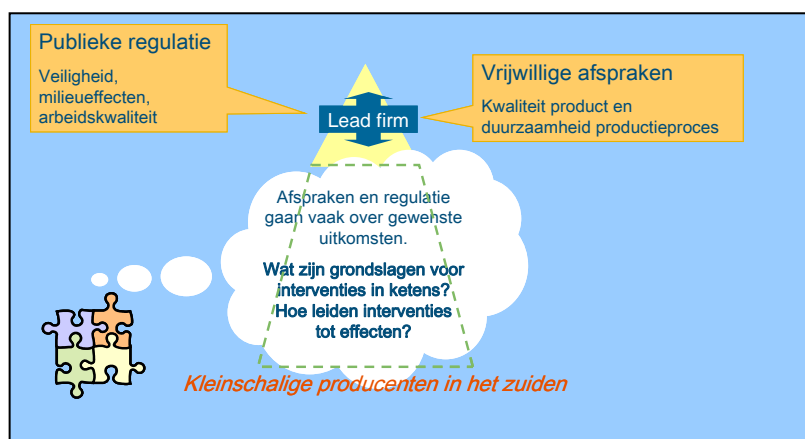 Publieke regulatie
Veiligheid,
milieueffecten,
arbeidskwaliteit
Vrijwillige afspraken
Kwaliteit product en
duurzaamheid productieproces
Lead firm
Afspraken en regulatie
gaan vaak over gewenste
uitkomsten.
Wat zijn grondslagen voor
interventies in ketens?
Hoe leiden interventies
tot effecten?
Kleinschalige producenten in het zuiden